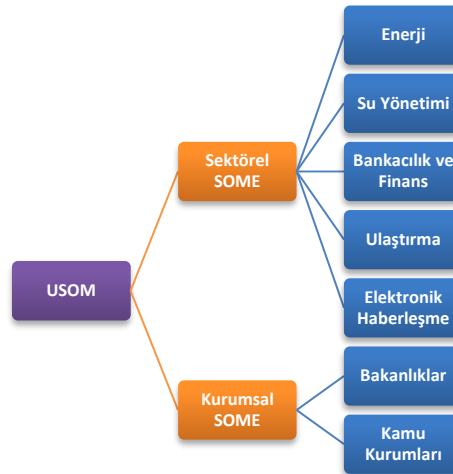 USOM
Sektörel
SOME
Enerji
Su Yönetimi
Bankacılık ve
Finans
Ulaştırma
Elektronik
Haberleşme
Kurumsal
SOME
Bakanlıklar
Kamu
Kurumları